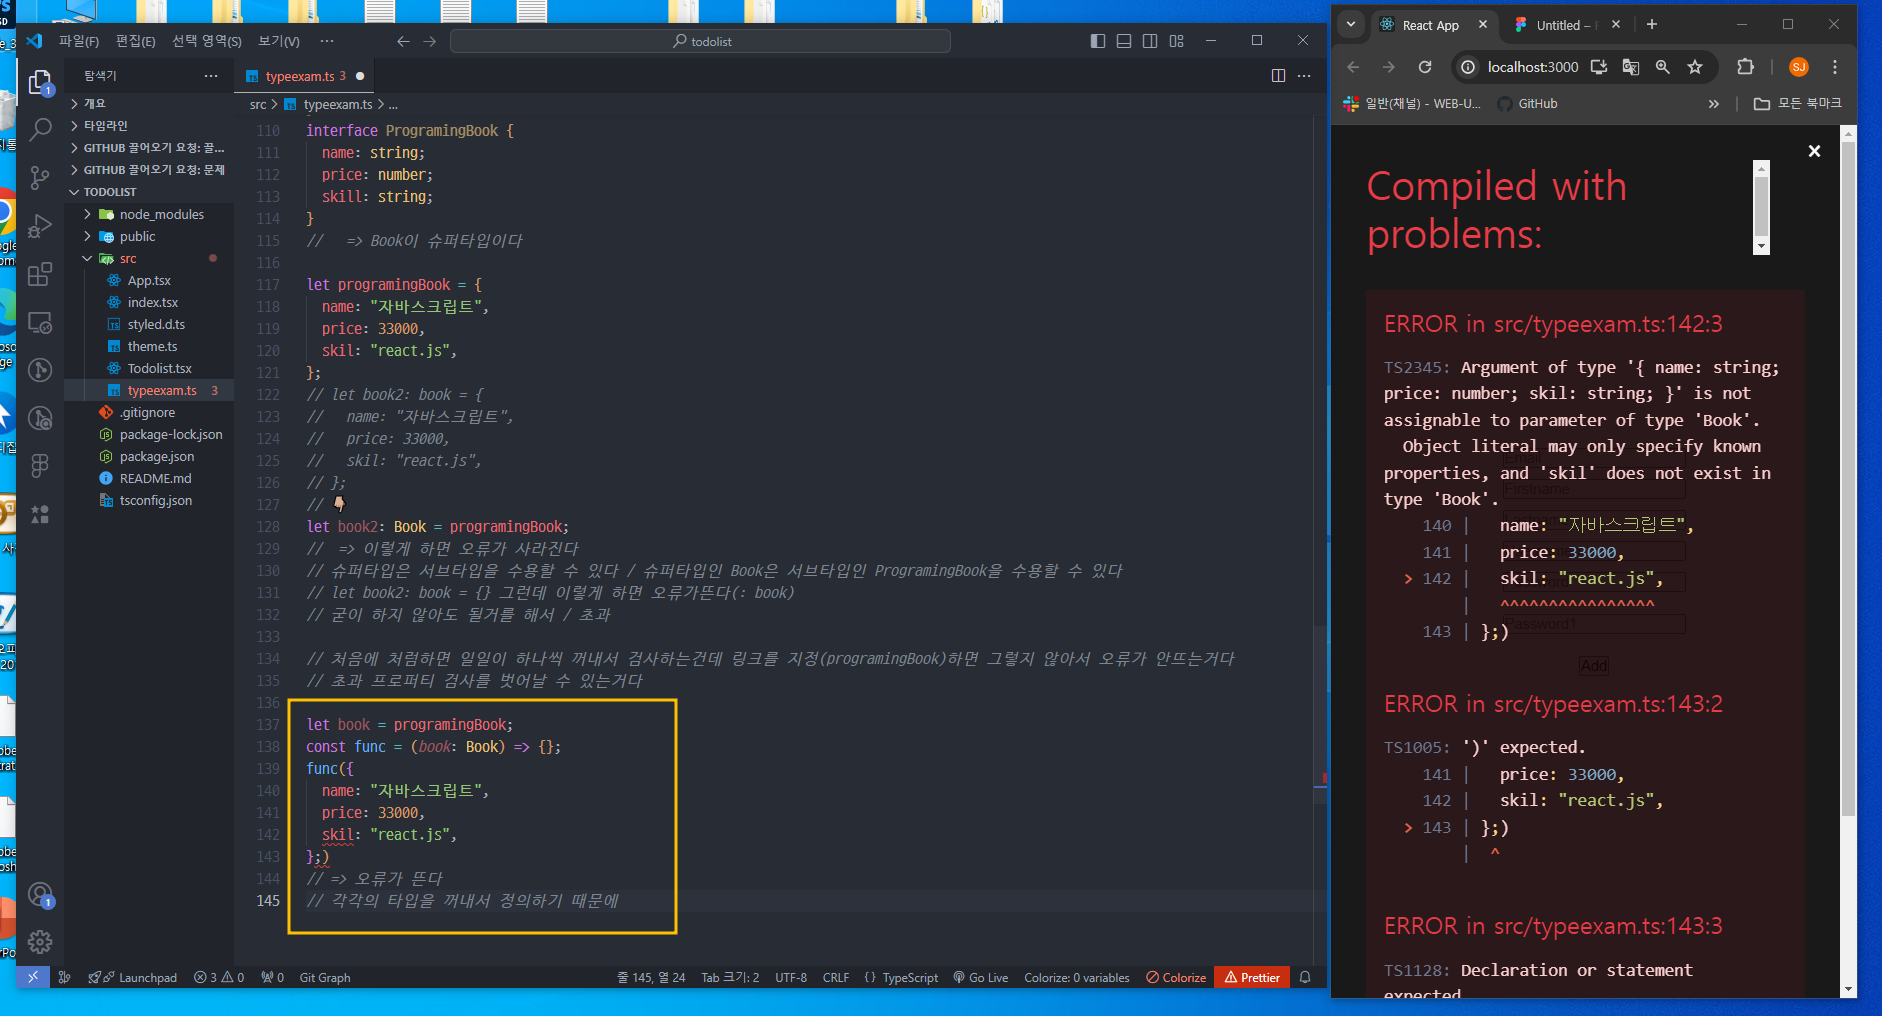 파일(F) 편집(E) 선택 영역(S) 보기(V) ···
todolist
탐색기
개요
타임라인
GITHUB 끌어오기 요청: 끌...
GITHUB 끌어오기 요청: 문제
TODOLIST
node_modules
public
src
App.tsx
index.tsx
styled.d.ts
theme.ts
Todolist.tsx
typeexam.ts 3
.gitignore
package-lock.json
package.json
README.md
tsconfig.json
typeexam.ts 3
src > typeexam.ts > ...
110 interface ProgramingBook {
111 name: string;
112 price: number;
113 skill: string;
114 }
115 // => Book이 슈퍼타입이다
116
117 let programingBook = {
118 name: "자바스크립트",
119 price: 33000,
120 skil: "react.js",
121 };
122 // let book2: book = {
123 // name: "자바스크립트",
124 // price: 33000,
125 // skil: "react.js",
126 // };
127 // 👇
128 let book2: Book = programingBook;
129 // => 이렇게 하면 오류가 사라진다
130 // 슈퍼타입은 서브타입을 수용할 수 있다 / 슈퍼타입인 Book은 서브타입인 ProgramingBook을 수용할 수 있다
131 // let book2: book = {} 그런데 이렇게 하면 오류가뜬다(: book)
132 // 굳이 하지 않아도 될거를 해서 / 초과
133
134 // 처음에 처럼하면 일일이 하나씩 꺼내서 검사하는건데 링크를 지정(programingBook)하면 그렇지 않아서 오류가 안뜨는거다
135 // 초과 프로퍼티 검사를 벗어날 수 있는거다
136
137 let book = programingBook;
138 const func = (book: Book) => {};
139 func({
140 name: "자바스크립트",
141 price: 33000,
142 skil: "react.js",
143 };)
144 // => 오류가 뜬다
145 // 각각의 타입을 꺼내서 정의하기 때문에
Launchpad 3 0 0 Git Graph 줄 145, 열 24 Tab 크기: 2 UTF-8 CRLF {} TypeScript Go Live Colorize: 0 variables Colorize Prettier
React App
Untitled –
localhost:3000
SJ
일반(채널) - WEB-U...
GitHub
모든 북마크
Compiled with
problems:
ERROR in src/typeexam.ts:142:3
TS2345: Argument of type '{ name: string;
price: number; skil: string; }' is not
assignable to parameter of type 'Book'.
Object literal may only specify known
properties, and 'skil' does not exist in
type 'Book'.
140 | name: "자바스크립트",
141 | price: 33000,
> 142 | skil: "react.js",
| ^^^^^^^^^^^^^^^^
143 | };)
Firstname
Password1
Add
ERROR in src/typeexam.ts:143:2
TS1005: ')' expected.
141 | price: 33000,
142 | skil: "react.js",
> 143 | };)
| ^
ERROR in src/typeexam.ts:143:3
TS1128: Declaration or statement
expected